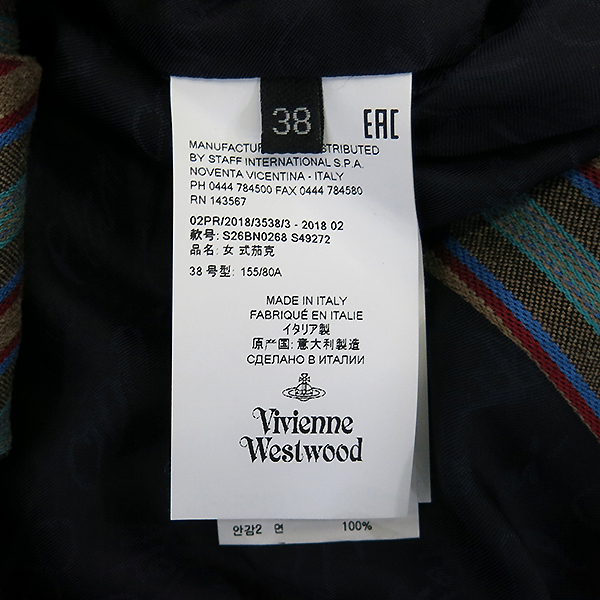 38
EAC
MANUFACTUR STRIBUTED
BY STAFF INTERNATIONAL S.P.A.
NOVENTA VICENTINA - ITALY
PH 0444 784500 FAX 0444 784580
RN 143567
02PR/2018/3538/3 - 2018 02
款号: S26BN0268 S49272
品名: 女 式茄克
38 号型: 155/80A
MADE IN ITALY
FABRIQUÉ EN ITALIE
イタリア製
原产国: 意大利製造
СДЕЛАНО В ИТАЛИИ
Vivienne
Westwood
안감2 면 100%